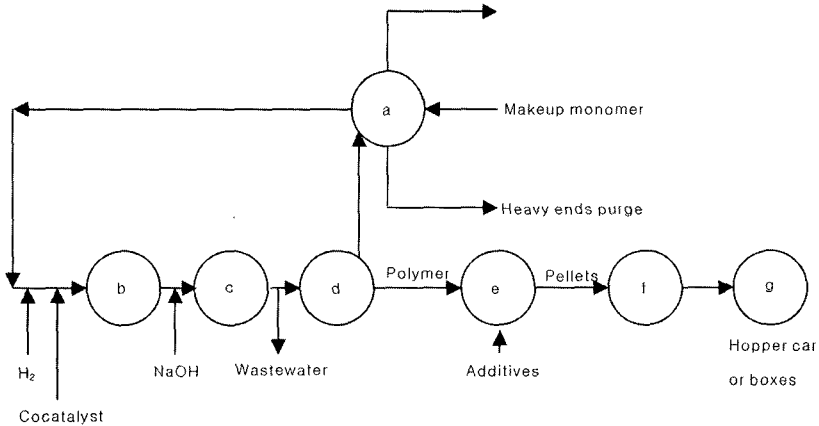 a
Makeup monomer
Heavy ends purge
Polymer
Pellets
b
c
d
e
f
g
H₂
NaOH
Wastewater
Additives
Hopper car
or boxes
Cocatalyst